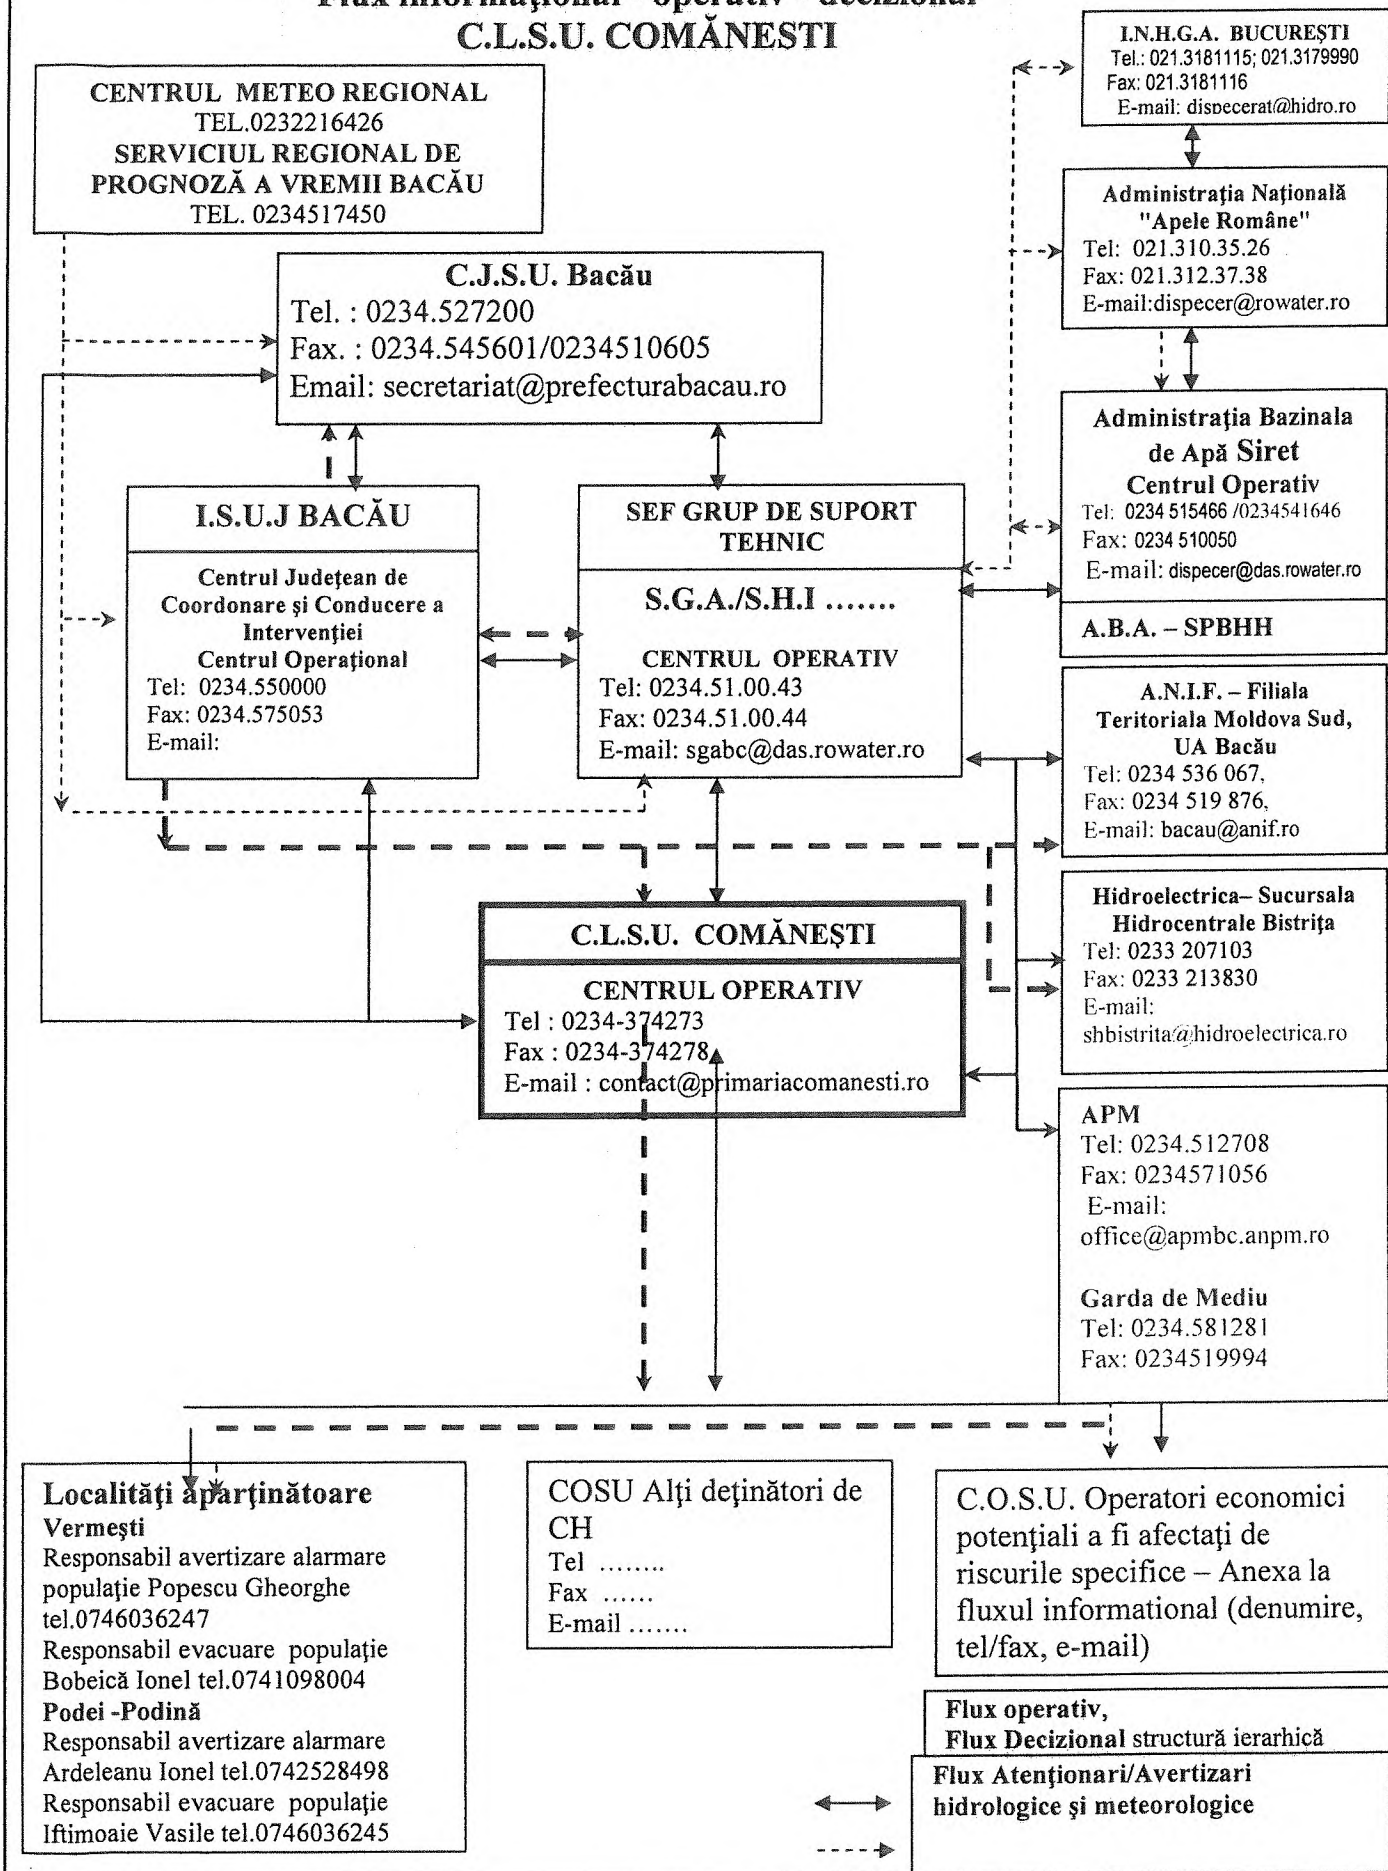 Flux informaţional - operativ - decizional
C.L.S.U. COMĂNESTI
I.N.H.G.A. BUCUREŞTI
Tel.: 021.3181115; 021.3179990
Fax: 021.3181116
E-mail: dispecerat@hidro.ro
CENTRUL METEO REGIONAL
TEL.0232216426
SERVICIUL REGIONAL DE
PROGNOZĂ A VREMII BACĂU
TEL. 0234517450
Administraţia Naţională
"Apele Române"
Tel: 021.310.35.26
Fax: 021.312.37.38
E-mail:dispecer@rowater.ro
C.J.S.U. Bacău
Tel. : 0234.527200
Fax. : 0234.545601/0234510605
Email: secretariat@prefecturabacau.ro
Administraţia Bazinala
de Apă Siret
Centrul Operativ
Tel: 0234 515466 /0234541646
Fax: 0234 510050
E-mail: dispecer@das.rowater.ro
A.B.A. – SPBHH
I.S.U.J BACĂU
Centrul Judeţean de
Coordonare şi Conducere a
Intervenţiei
Centrul Operaţional
Tel: 0234.550000
Fax: 0234.575053
E-mail:
SEF GRUP DE SUPORT
TEHNIC
S.G.A./S.H.I .......
CENTRUL OPERATIV
Tel: 0234.51.00.43
Fax: 0234.51.00.44
E-mail: sgabc@das.rowater.ro
A.N.I.F. – Filiala
Teritoriala Moldova Sud,
UA Bacău
Tel: 0234 536 067,
Fax: 0234 519 876,
E-mail: bacau@anif.ro
Hidroelectrica– Sucursala
Hidrocentrale Bistriţa
Tel: 0233 207103
Fax: 0233 213830
E-mail:
shbistrita@hidroelectrica.ro
C.L.S.U. COMĂNEŞTI
CENTRUL OPERATIV
Tel : 0234-374273
Fax : 0234-374278
E-mail : contact@primariacomanesti.ro
APM
Tel: 0234.512708
Fax: 0234571056
E-mail:
office@apmbc.anpm.ro
Garda de Mediu
Tel: 0234.581281
Fax: 0234519994
Localităţi aparţinătoare
Vermeşti
Responsabil avertizare alarmare
populaţie Popescu Gheorghe
tel.0746036247
Responsabil evacuare populaţie
Bobeică Ionel tel.0741098004
Podei -Podină
Responsabil avertizare alarmare
Ardeleanu Ionel tel.0742528498
Responsabil evacuare populaţie
Iftimoaie Vasile tel.0746036245
COSU Alţi deţinători de
CH
Tel ........
Fax ......
E-mail .......
C.O.S.U. Operatori economici
potenţiali a fi afectaţi de
riscurile specifice – Anexa la
fluxul informational (denumire,
tel/fax, e-mail)
Flux operativ,
Flux Decizional structură ierarhică
Flux Atenţionari/Avertizari
hidrologice şi meteorologice